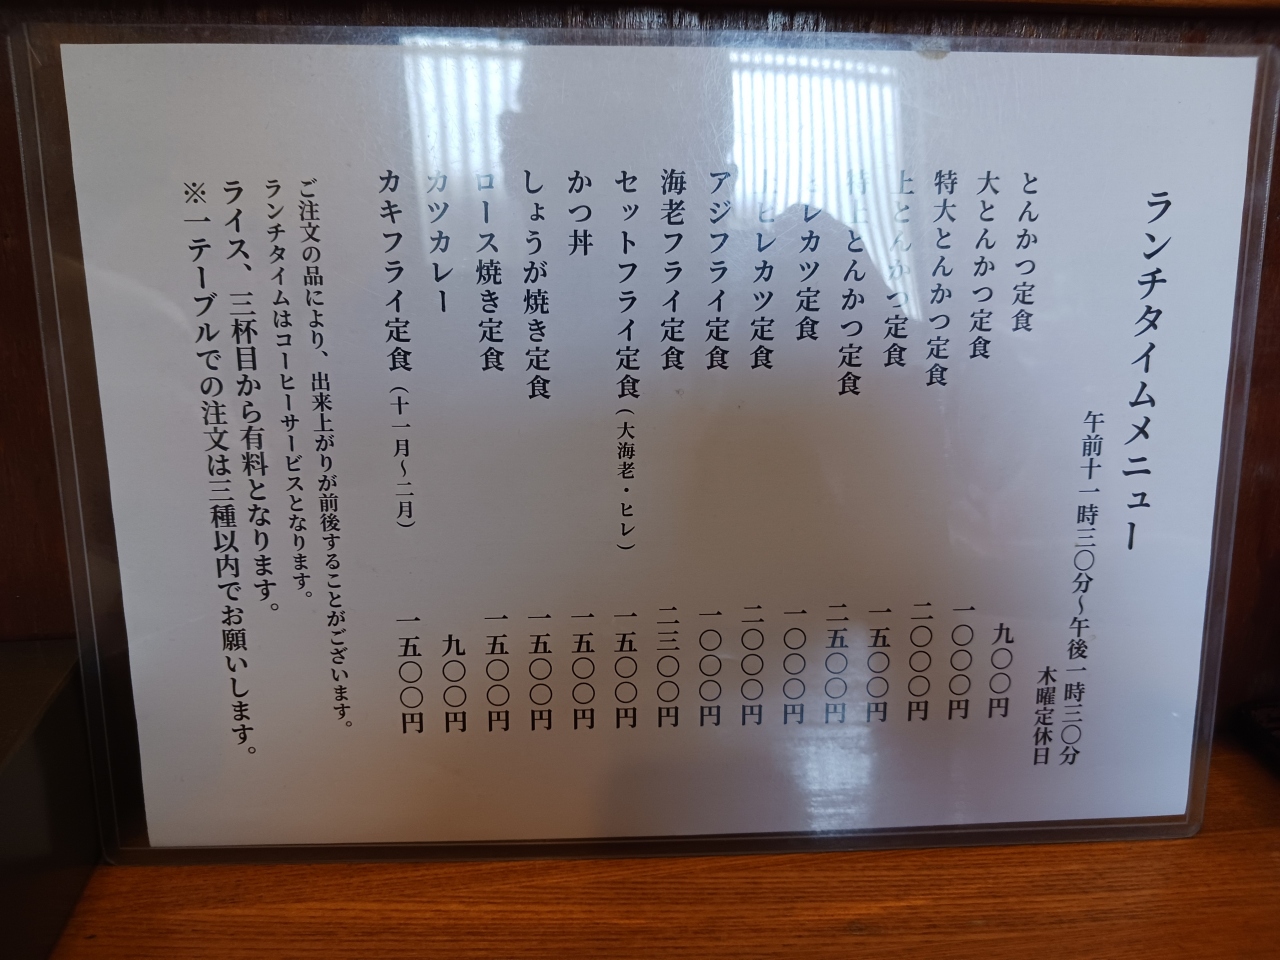 ランチタイムメニュー
午前十一時三〇分～午後一時三〇分
木曜定休日
とんかつ定食 九〇〇円
大とんかつ定食 一〇〇〇円
特大とんかつ定食 二〇〇〇円
上とんかつ定食 一五〇〇円
特上とんかつ定食 二五〇〇円
ヒレカツ定食 一〇〇〇円
上ヒレカツ定食 二〇〇〇円
アジフライ定食 一〇〇〇円
海老フライ定食 二三〇〇円
セットフライ定食（大海老・ヒレ） 一五〇〇円
かつ丼 一五〇〇円
しょうが焼き定食 一五〇〇円
ロース焼き定食 一五〇〇円
カツカレー 九〇〇円
カキフライ定食（十一月～二月） 一五〇〇円
ご注文の品により、出来上がりが前後することがございます。
ランチタイムはコーヒーサービスとなります。
ライス、三杯目から有料となります。
※一テーブルでの注文は三種以内でお願いします。